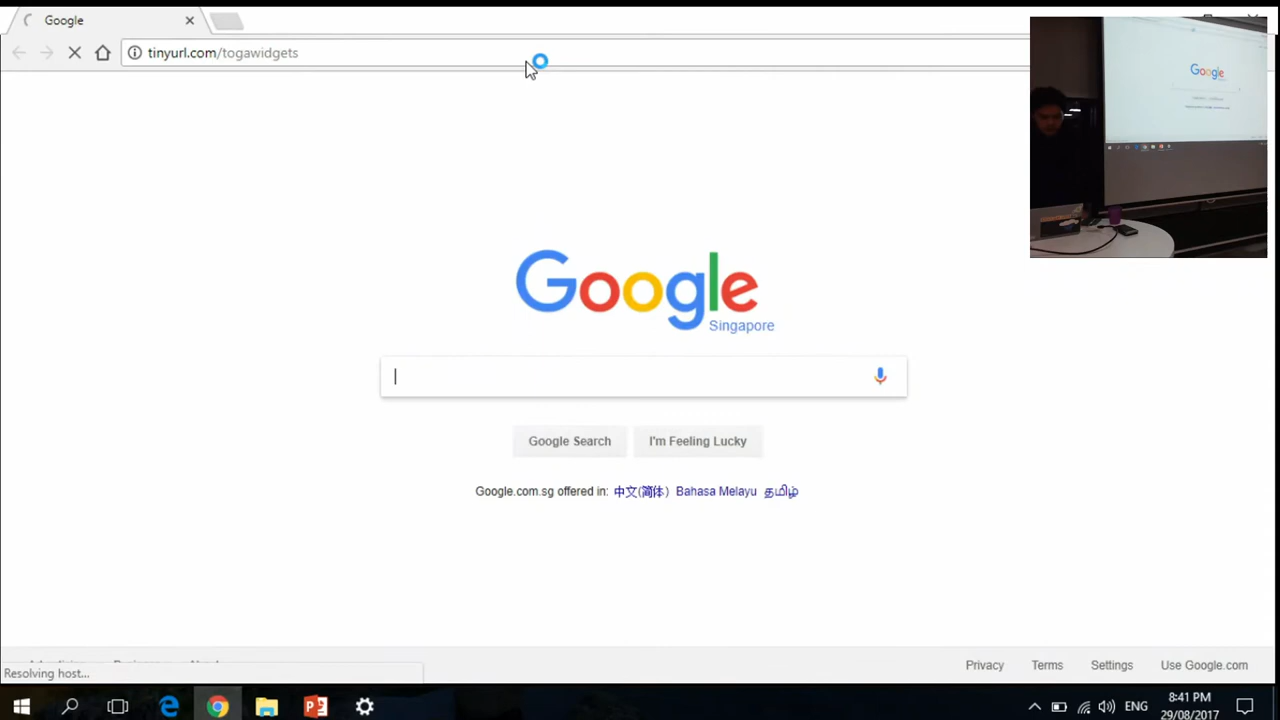 Google
tinyurl.com/togawidgets
Google
Google
Singapore
Google Search
I'm Feeling Lucky
Google.com.sg offered in: 中文(简体) Bahasa Melayu தமிழ்
Resolving host...
Privacy
Terms
Settings
Use Google.com
ENG
8:41 PM
29/08/2017